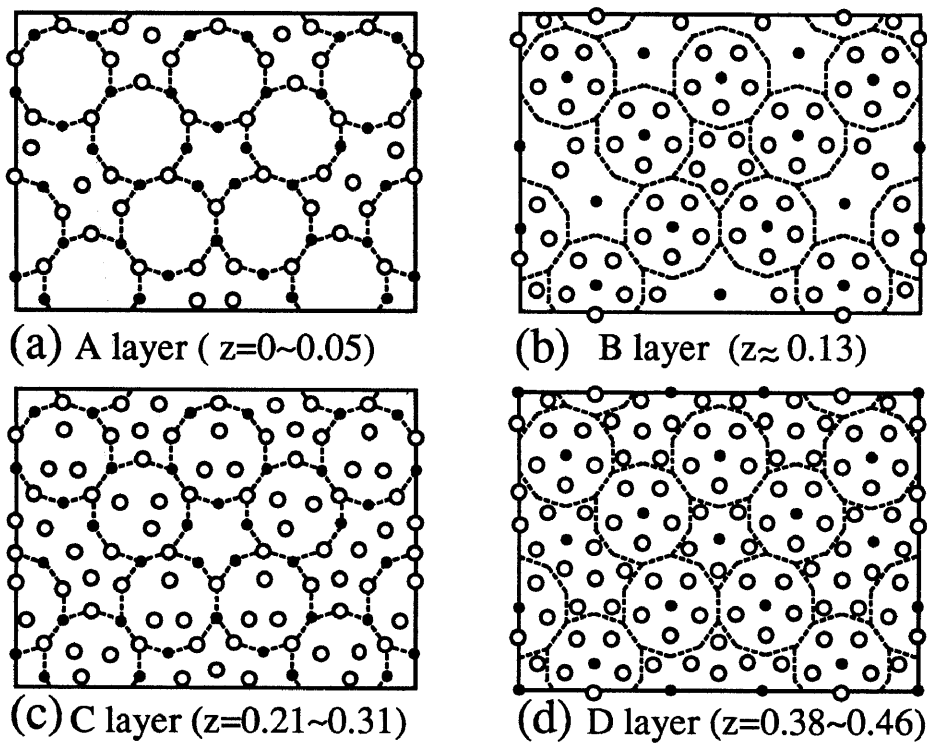 (a) A layer ( z=0~0.05)
(b) B layer (z≈0.13)
(c) C layer (z=0.21~0.31)
(d) D layer (z=0.38~0.46)